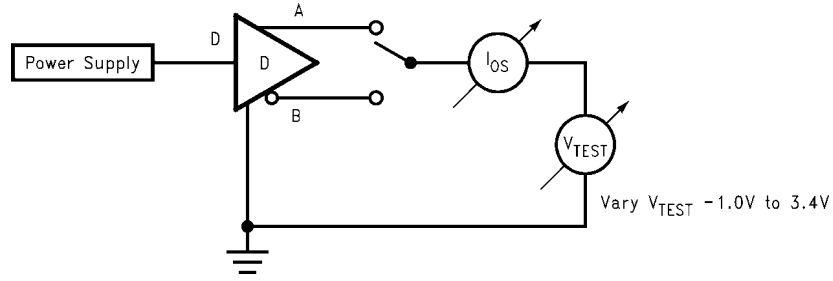 A
D
Power Supply
D
I_OS
B
V_TEST
Vary V_TEST −1.0V to 3.4V